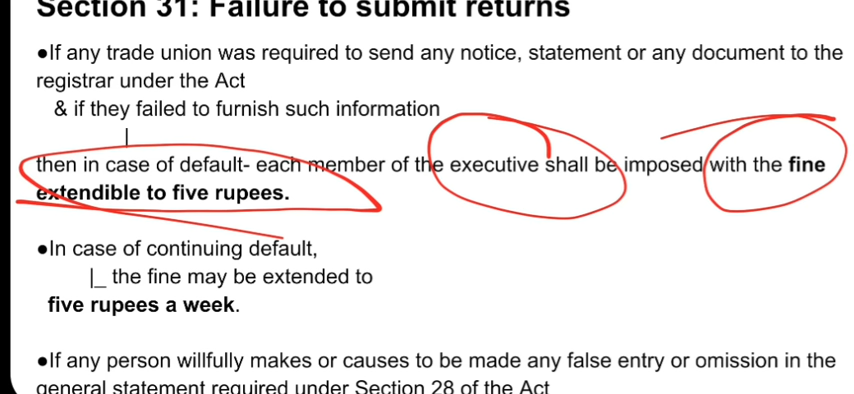 Section 31: Failure to submit returns
●If any trade union was required to send any notice, statement or any document to the
registrar under the Act
& if they failed to furnish such information
|
then in case of default- each member of the executive shall be imposed with the fine
extendible to five rupees.
●In case of continuing default,
|_ the fine may be extended to
five rupees a week.
●If any person willfully makes or causes to be made any false entry or omission in the
general statement required under Section 28 of the Act